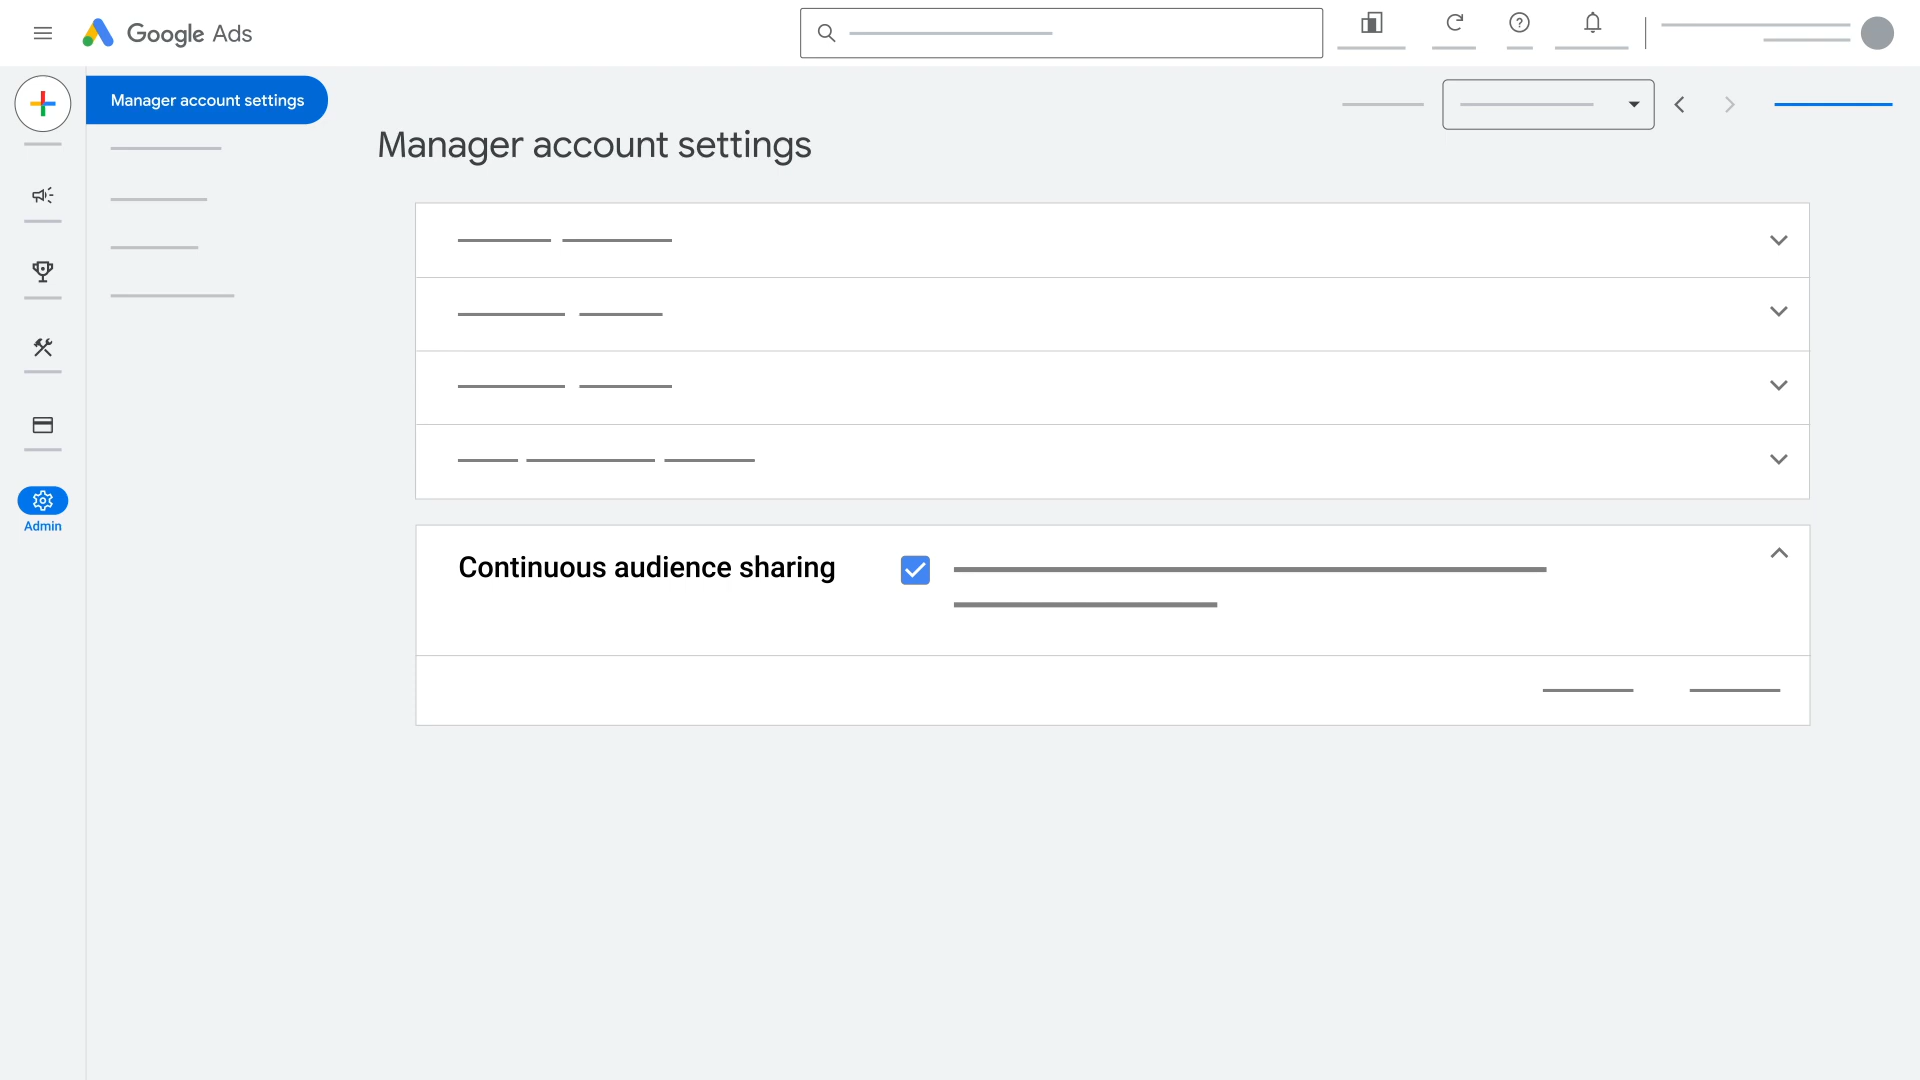 Google Ads
Manager account settings
Manager account settings
Admin
Continuous audience sharing